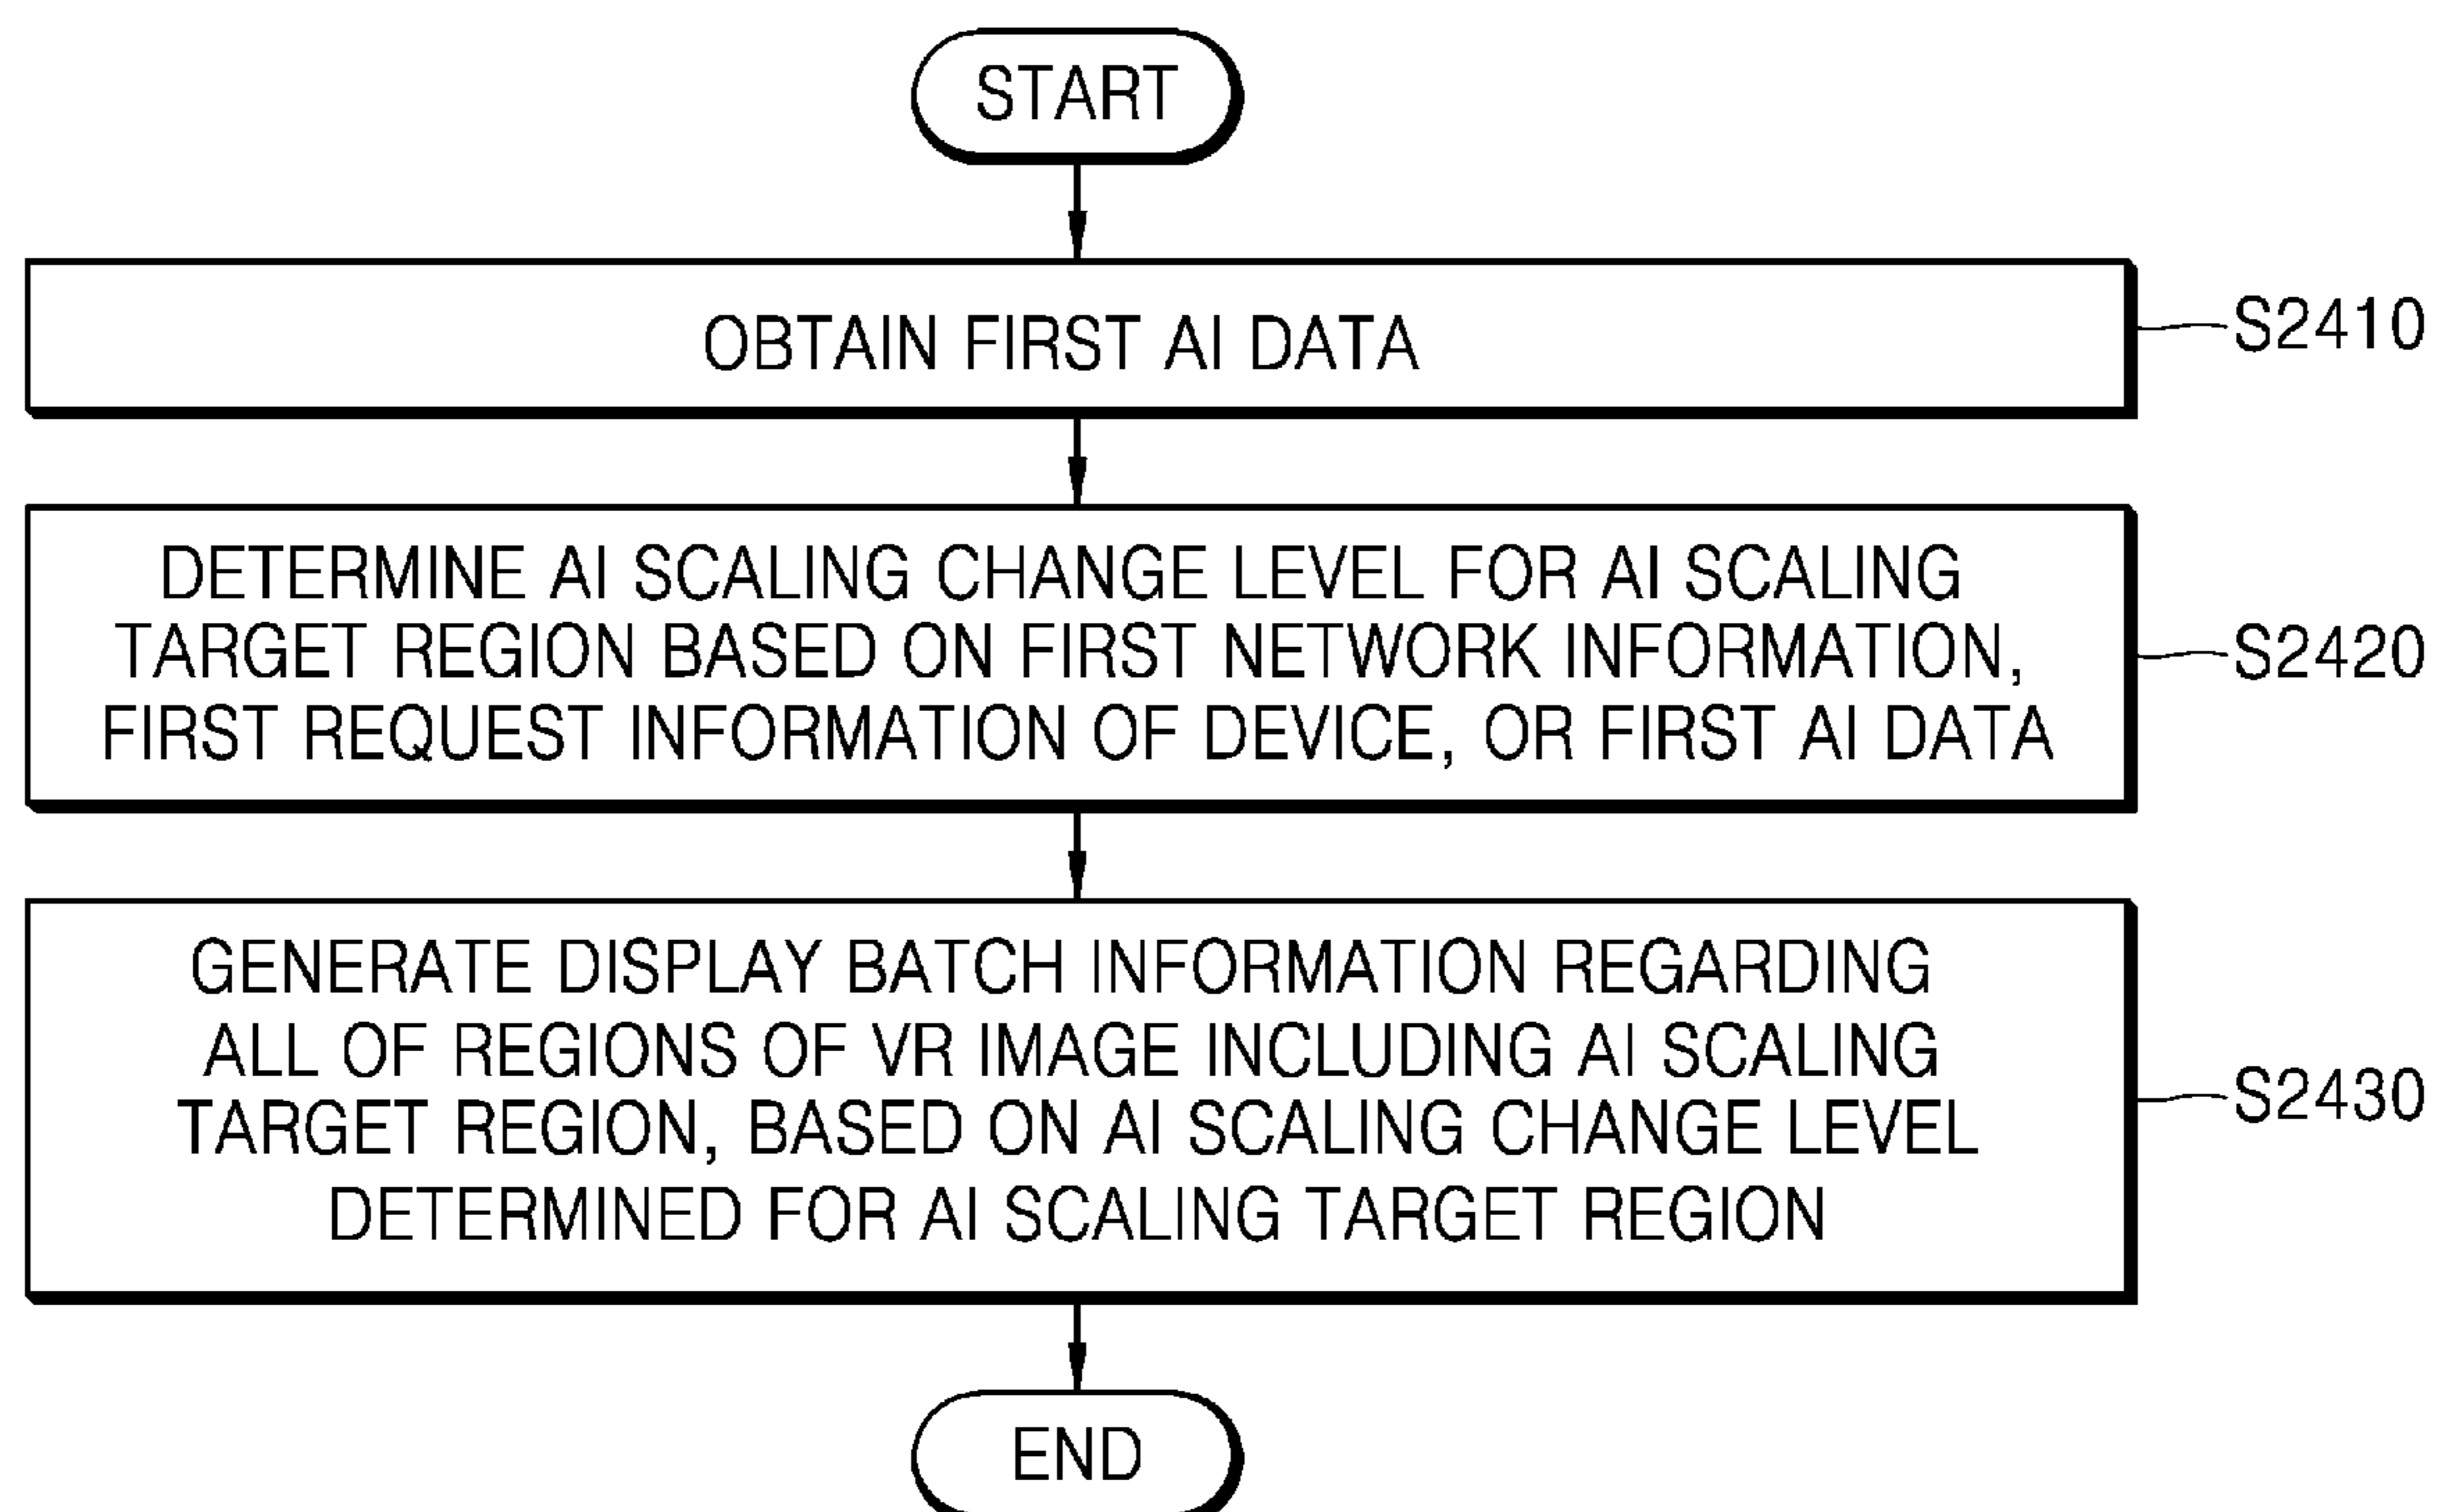 START
OBTAIN FIRST AI DATA
S2410
DETERMINE AI SCALING CHANGE LEVEL FOR AI SCALING
TARGET REGION BASED ON FIRST NETWORK INFORMATION,
FIRST REQUEST INFORMATION OF DEVICE, OR FIRST AI DATA
S2420
GENERATE DISPLAY BATCH INFORMATION REGARDING
ALL OF REGIONS OF VR IMAGE INCLUDING AI SCALING
TARGET REGION, BASED ON AI SCALING CHANGE LEVEL
DETERMINED FOR AI SCALING TARGET REGION
S2430
END